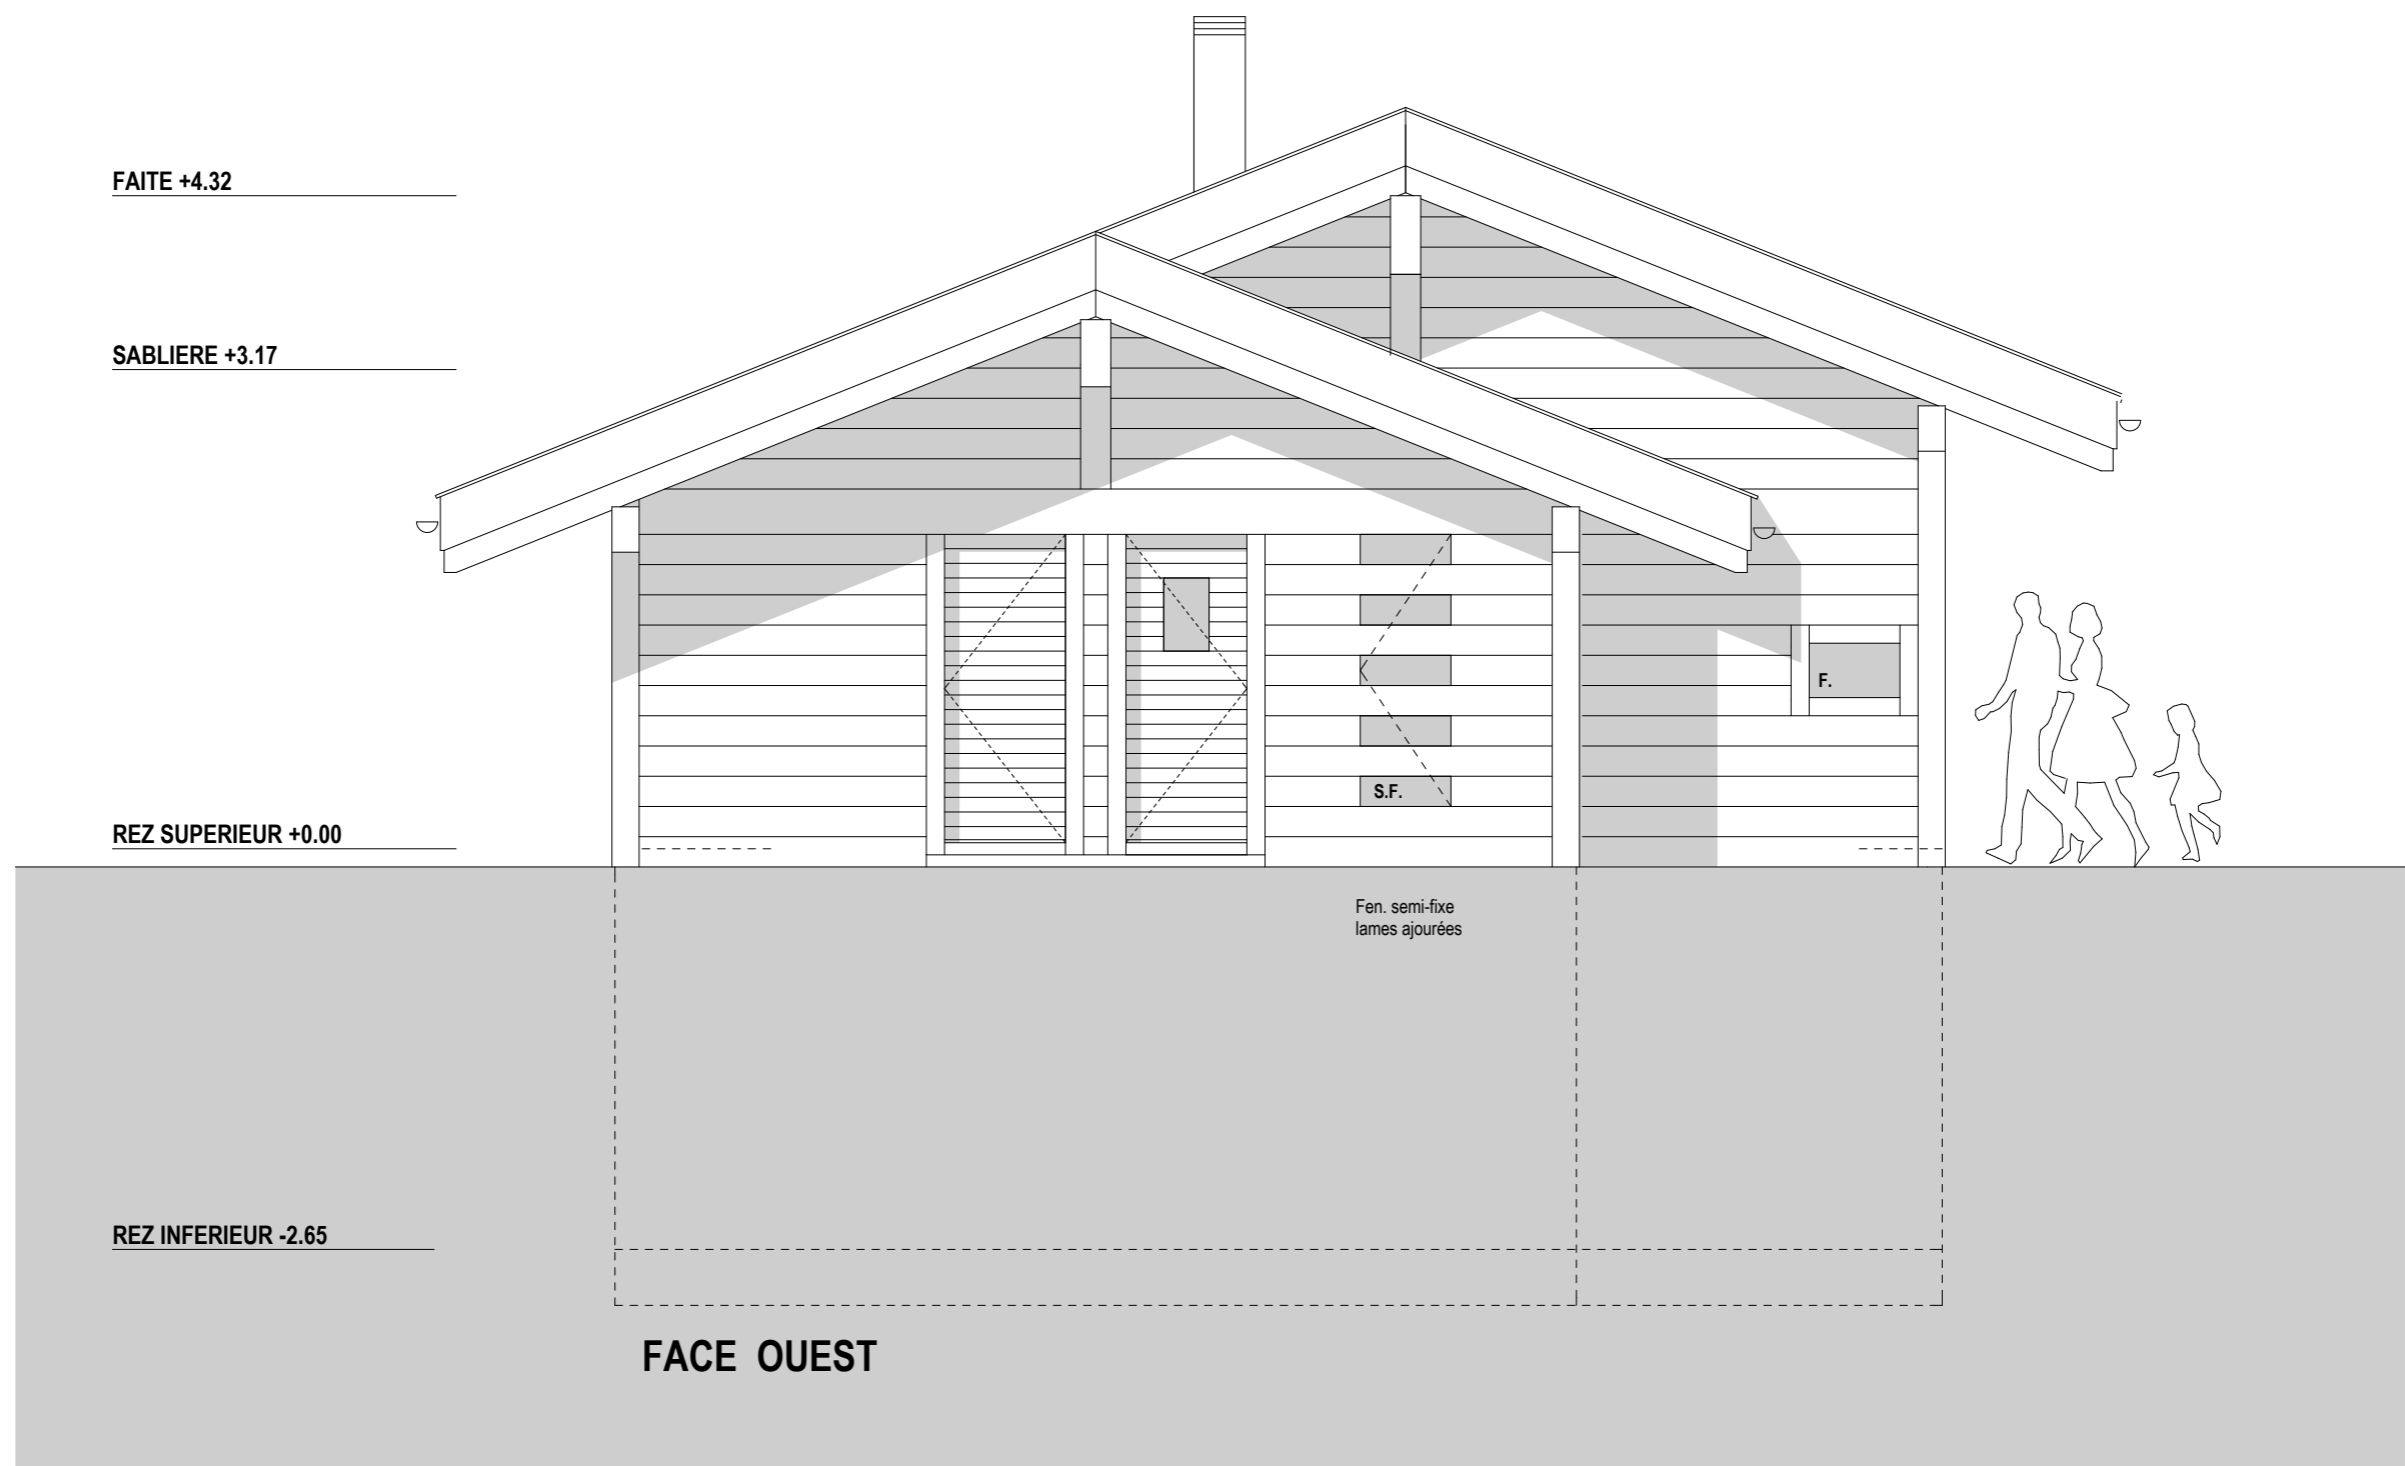 FAITE +4.32
SABLIERE +3.17
F.
S.F.
REZ SUPERIEUR +0.00
Fen. semi-fixe
lames ajourées
REZ INFERIEUR -2.65
FACE OUEST